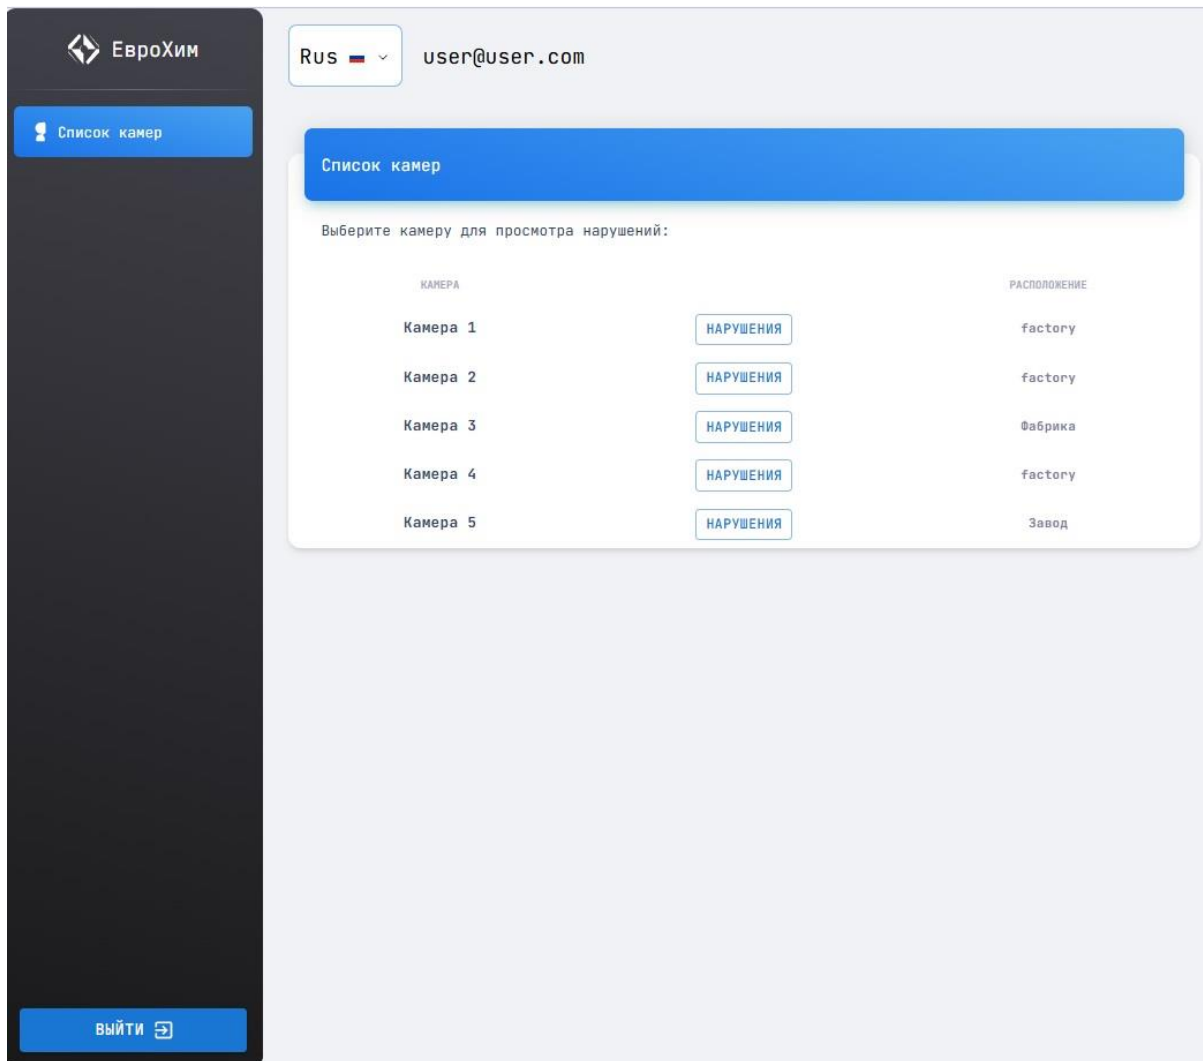 ЕвроХим
Список камер
ВЫЙТИ
Rus
user@user.com
Список камер
Выберите камеру для просмотра нарушений:
КАМЕРА РАСПОЛОЖЕНИЕ
Камера 1 НАРУШЕНИЯ factory
Камера 2 НАРУШЕНИЯ factory
Камера 3 НАРУШЕНИЯ Фабрика
Камера 4 НАРУШЕНИЯ factory
Камера 5 НАРУШЕНИЯ Завод